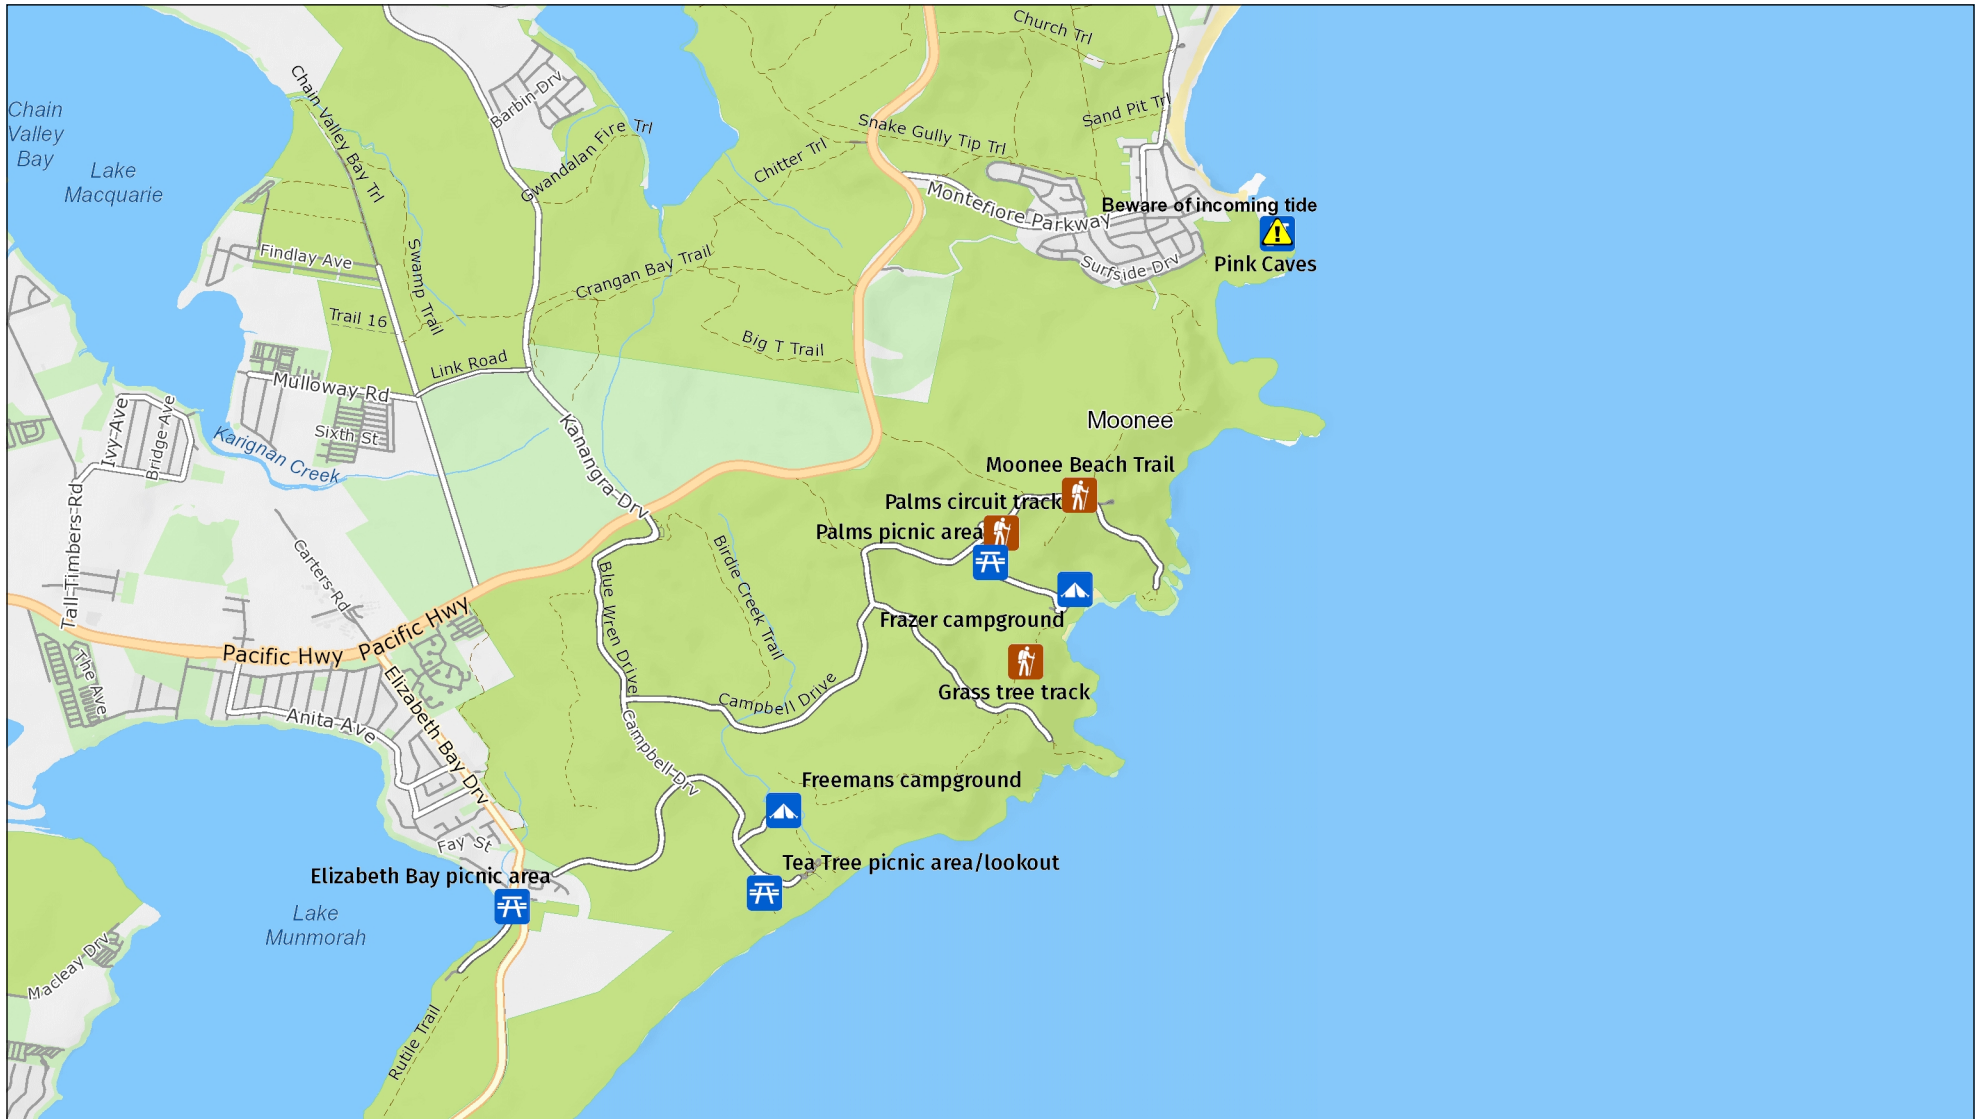 Church Trl
Chain Valley Bay Trl
Barbin Drv
Chain
Valley
Bay
Sand Pit Trl
Gwandalan Fire Trl
Snake Gully Tip Trl
Chitter Trl
Lake
Macquarie
Montefiore Parkway
Beware of incoming tide
Pink Caves
Surfside Drv
Findlay Ave
Swamp Trail
Crangan Bay Trail
Trail 16
Big T Trail
Link Road
Mulloway Rd
Ivy Ave
Bridge Ave
Sixth St
Karignan Creek
Kanangra Drv
Moonee
Moonee Beach Trail
Palms circuit track
Palms picnic area
Tall Timbers Rd
Carters Rd
Birdie Creek Trail
Blue Wren Drive
Frazer campground
Pacific Hwy
Pacific Hwy
The Ave
Elizabeth Bay Drv
Grass tree track
Campbell Drive
Anita Ave
Campbell Drv
Freemans campground
Fay St
Tea Tree picnic area/lookout
Elizabeth Bay picnic area
Lake
Munmorah
Macleay Drv
Rutile Trail